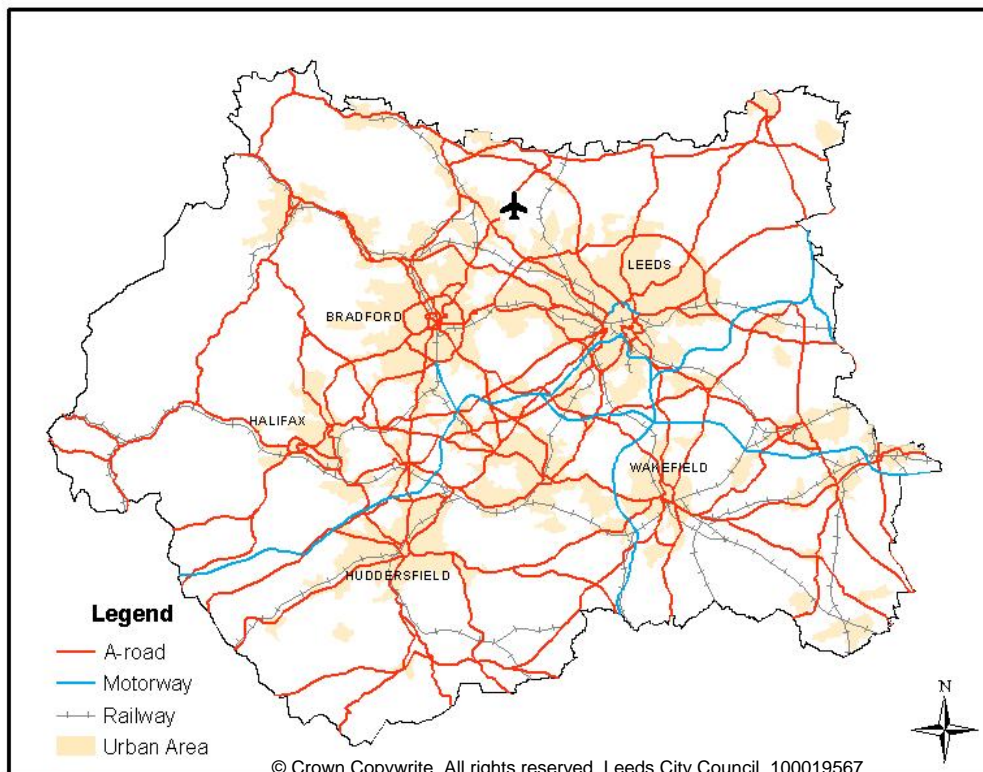 LEEDS
BRADFORD
HALIFAX
WAKEFIELD
HUDDERSFIELD
Legend
A-road
Motorway
Railway
Urban Area
N
© Crown Copywrite. All rights reserved. Leeds City Council. 100019567